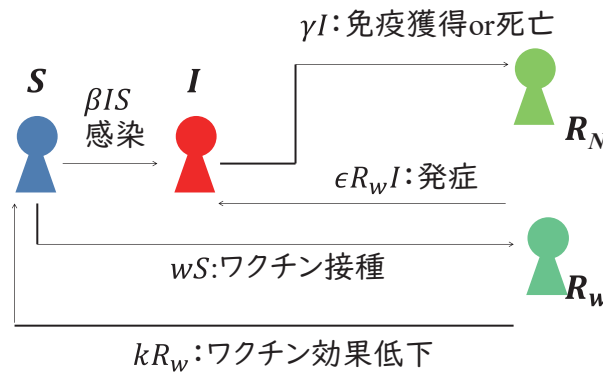 γI：免疫獲得or死亡
S
I
βIS
感染
R_N
ϵR_wI：発症
wS:ワクチン接種
R_w
kR_w：ワクチン効果低下